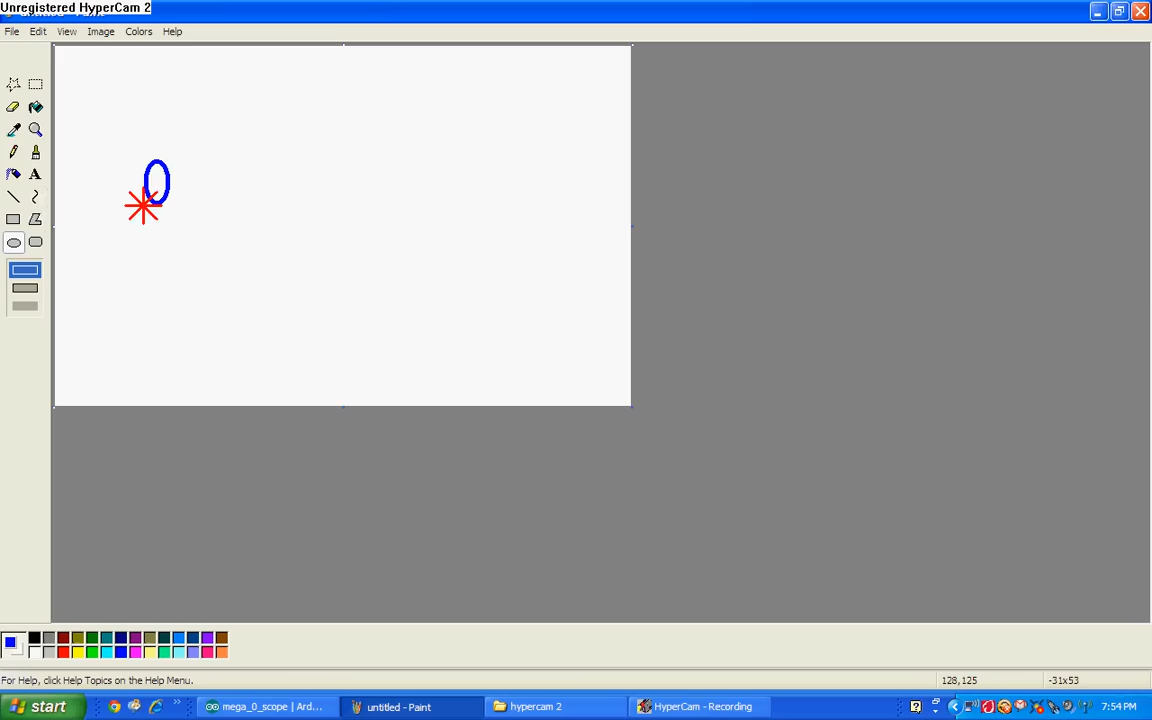 Unregistered HyperCam 2
File Edit View Image Colors Help
A
For Help, click Help Topics on the Help Menu.
128,125
-31x53
start
mega_0_scope | Ard...
untitled - Paint
hypercam 2
HyperCam - Recording
7:54 PM